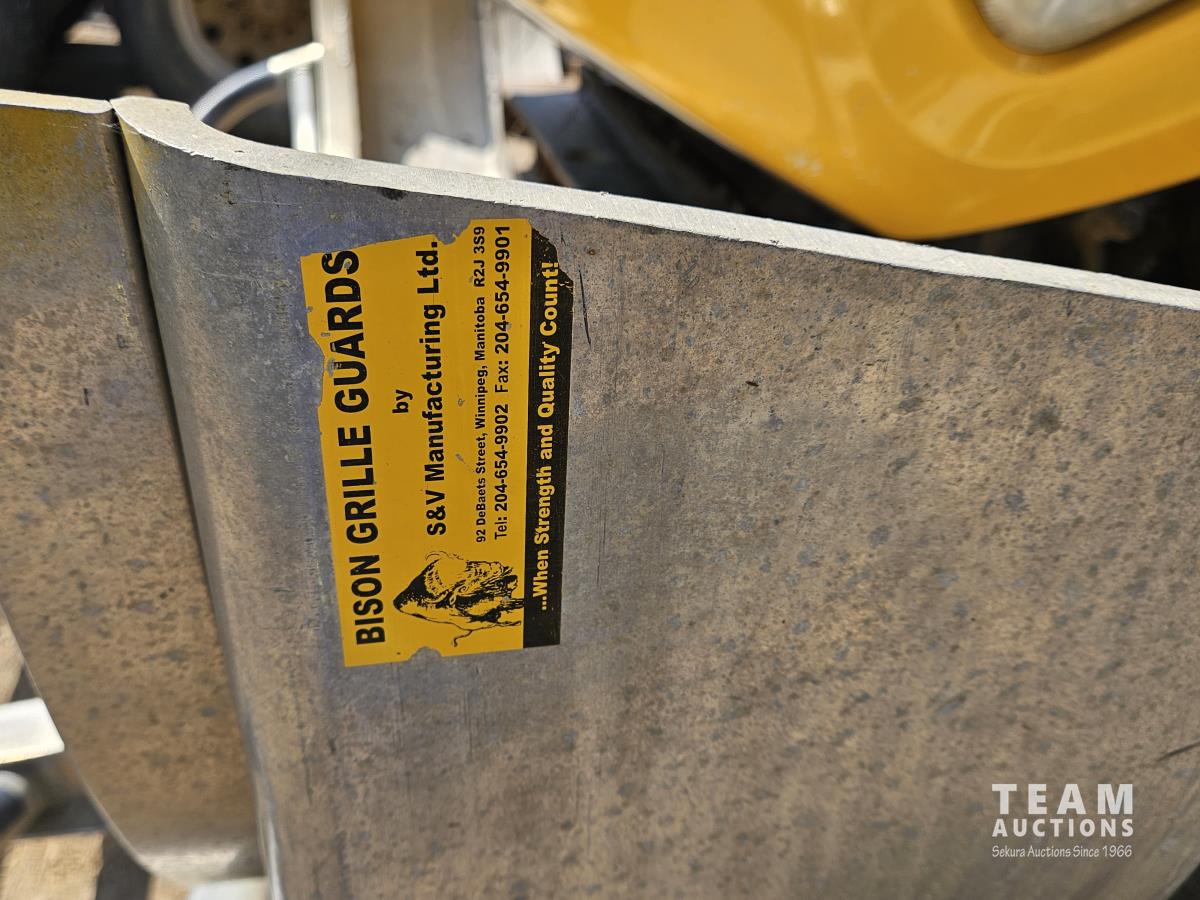 BISON GRILLE GUARDS
by
S&V Manufacturing Ltd.
92 DeBaets Street, Winnipeg, Manitoba R2J 3S9
Tel: 204-654-9902 Fax: 204-654-9901
...When Strength and Quality Count!
TEAM
AUCTIONS
Sekura Auctions Since 1966